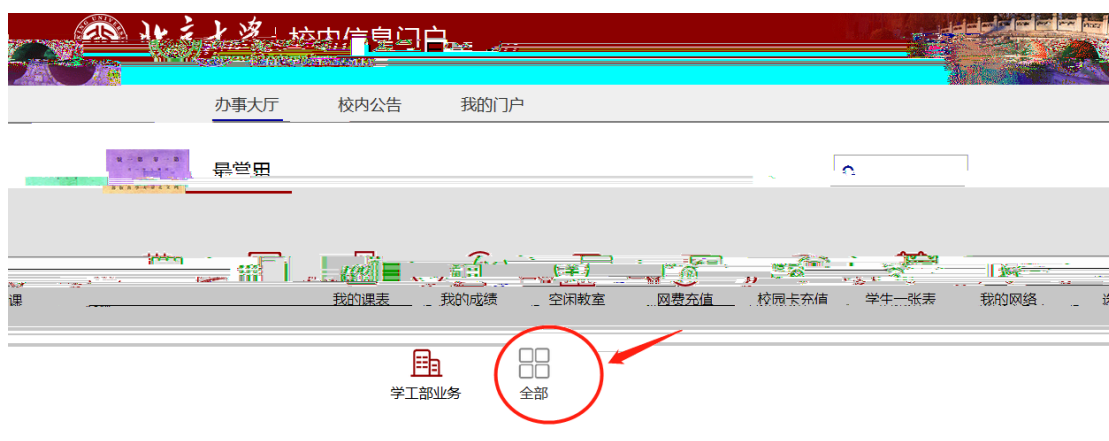 北京大学 校内信息门户
办事大厅 校内公告 我的门户
最常用
课 我的课表 我的成绩 空闲教室 网费充值 校园卡充值 学生一张表 我的网络
学工部业务 全部